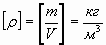 [ρ] = [m/V] = кг/м³